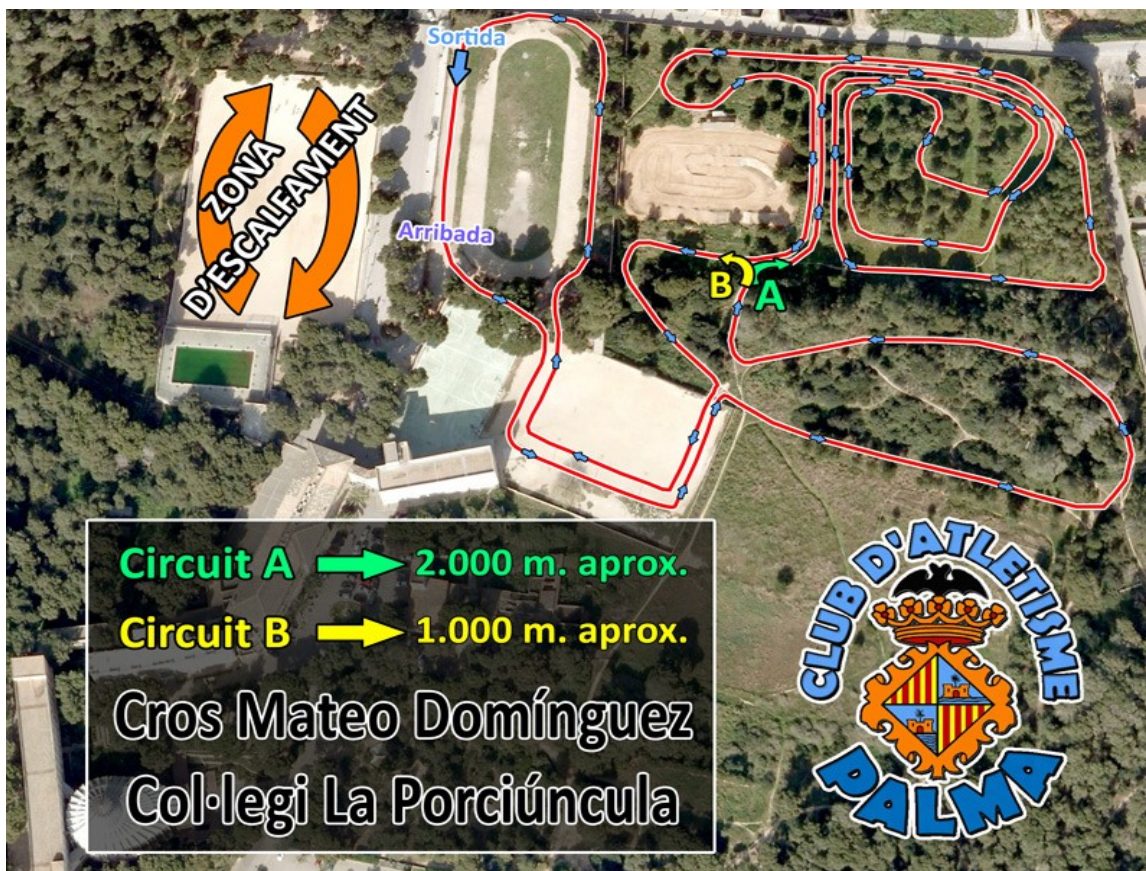 Sortida
ZONA
D'ESCALFAMENT
Arribada
B
A
Circuit A 2.000 m. aprox.
Circuit B 1.000 m. aprox.
Cros Mateo Domínguez
Col·legi La Porciúncula
CLUB D'ATLETISME
PALMA